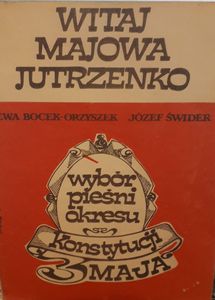 WITAJ
MAJOWA
JUTRZENKO
EWA BOCEK-ORZYSZEK JÓZEF ŚWIDER
wybór
pieśni
okresu
Konstytucji
3 MAJA